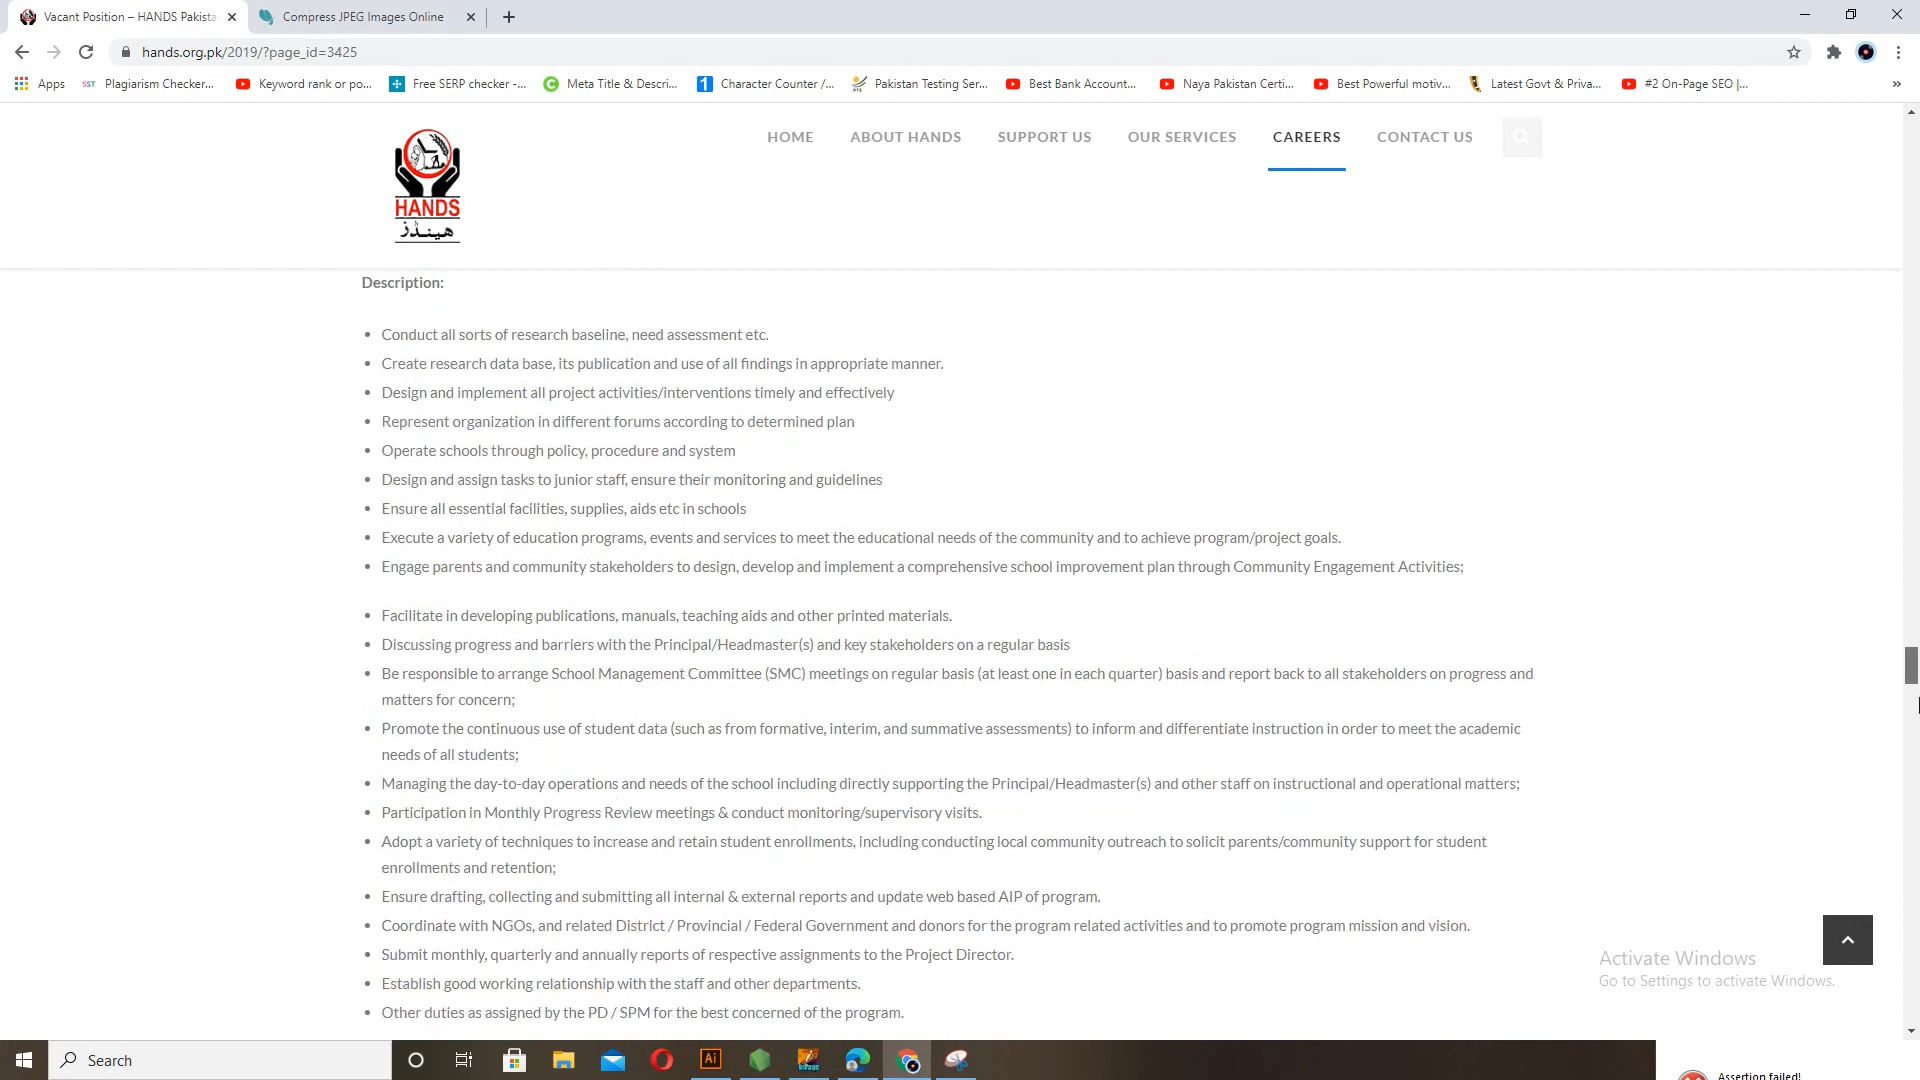 Vacant Position – HANDS Pakista
Compress JPEG Images Online
hands.org.pk/2019/?page_id=3425
Apps
SST
Plagiarism Checker...
Keyword rank or po...
Free SERP checker -...
Meta Title & Descri...
Character Counter /...
Pakistan Testing Ser...
Best Bank Account...
Naya Pakistan Certi...
Best Powerful motiv...
Latest Govt & Priva...
#2 On-Page SEO |...
HANDS
ھینڈز
HOME
ABOUT HANDS
SUPPORT US
OUR SERVICES
CAREERS
CONTACT US
Description:
Conduct all sorts of research baseline, need assessment etc.
Create research data base, its publication and use of all findings in appropriate manner.
Design and implement all project activities/interventions timely and effectively
Represent organization in different forums according to determined plan
Operate schools through policy, procedure and system
Design and assign tasks to junior staff, ensure their monitoring and guidelines
Ensure all essential facilities, supplies, aids etc in schools
Execute a variety of education programs, events and services to meet the educational needs of the community and to achieve program/project goals.
Engage parents and community stakeholders to design, develop and implement a comprehensive school improvement plan through Community Engagement Activities;
Facilitate in developing publications, manuals, teaching aids and other printed materials.
Discussing progress and barriers with the Principal/Headmaster(s) and key stakeholders on a regular basis
Be responsible to arrange School Management Committee (SMC) meetings on regular basis (at least one in each quarter) basis and report back to all stakeholders on progress and
matters for concern;
Promote the continuous use of student data (such as from formative, interim, and summative assessments) to inform and differentiate instruction in order to meet the academic
needs of all students;
Managing the day-to-day operations and needs of the school including directly supporting the Principal/Headmaster(s) and other staff on instructional and operational matters;
Participation in Monthly Progress Review meetings & conduct monitoring/supervisory visits.
Adopt a variety of techniques to increase and retain student enrollments, including conducting local community outreach to solicit parents/community support for student
enrollments and retention;
Ensure drafting, collecting and submitting all internal & external reports and update web based AIP of program.
Coordinate with NGOs, and related District / Provincial / Federal Government and donors for the program related activities and to promote program mission and vision.
Submit monthly, quarterly and annually reports of respective assignments to the Project Director.
Establish good working relationship with the staff and other departments.
Other duties as assigned by the PD / SPM for the best concerned of the program.
Activate Windows
Go to Settings to activate Windows.
Search
Ai
Assertion failed!